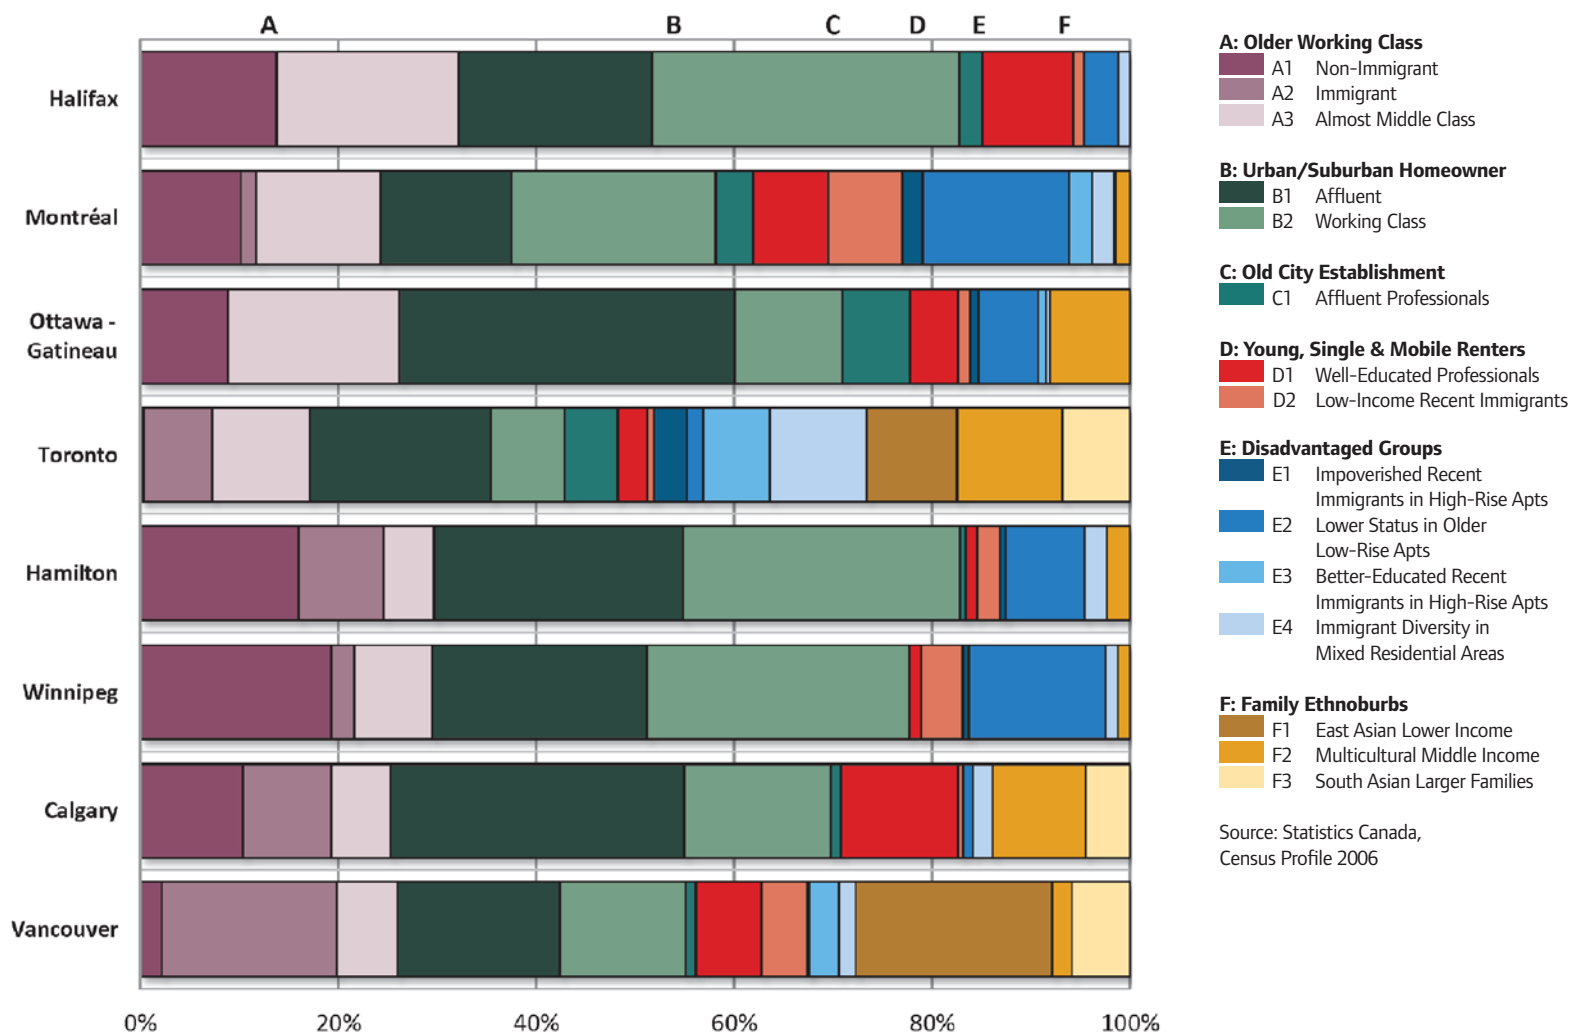 A B C D E F
Halifax
Montréal
Ottawa -
Gatineau
Toronto
Hamilton
Winnipeg
Calgary
Vancouver
0% 20% 40% 60% 80% 100%
A: Older Working Class
A1 Non-Immigrant
A2 Immigrant
A3 Almost Middle Class
B: Urban/Suburban Homeowner
B1 Affluent
B2 Working Class
C: Old City Establishment
C1 Affluent Professionals
D: Young, Single & Mobile Renters
D1 Well-Educated Professionals
D2 Low-Income Recent Immigrants
E: Disadvantaged Groups
E1 Impoverished Recent
Immigrants in High-Rise Apts
E2 Lower Status in Older
Low-Rise Apts
E3 Better-Educated Recent
Immigrants in High-Rise Apts
E4 Immigrant Diversity in
Mixed Residential Areas
F: Family Ethnoburbs
F1 East Asian Lower Income
F2 Multicultural Middle Income
F3 South Asian Larger Families
Source: Statistics Canada,
Census Profile 2006